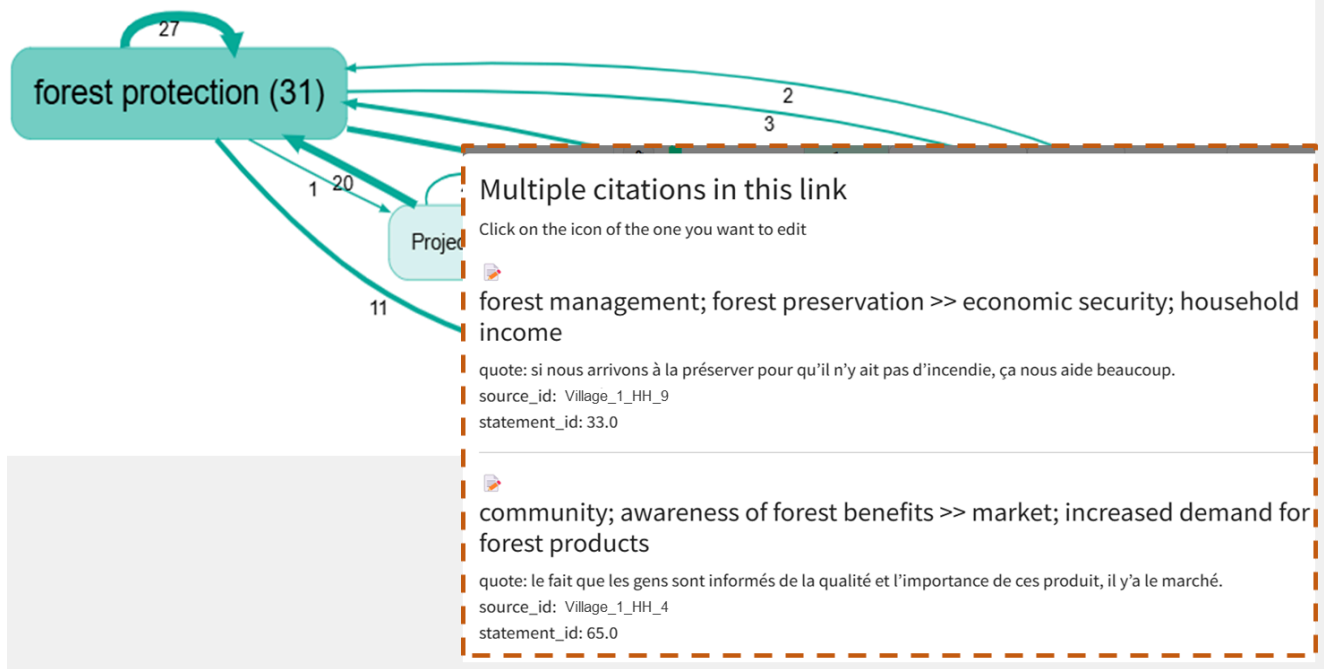 27
forest protection (31)
2
3
1
20
Projec
11
Multiple citations in this link
Click on the icon of the one you want to edit
forest management; forest preservation >> economic security; household
income
quote: si nous arrivons à la préserver pour qu'il n'y ait pas d'incendie, ça nous aide beaucoup.
source_id: Village_1_HH_9
statement_id: 33.0
community; awareness of forest benefits >> market; increased demand for
forest products
quote: le fait que les gens sont informés de la qualité et l'importance de ces produit, il y'a le marché.
source_id: Village_1_HH_4
statement_id: 65.0